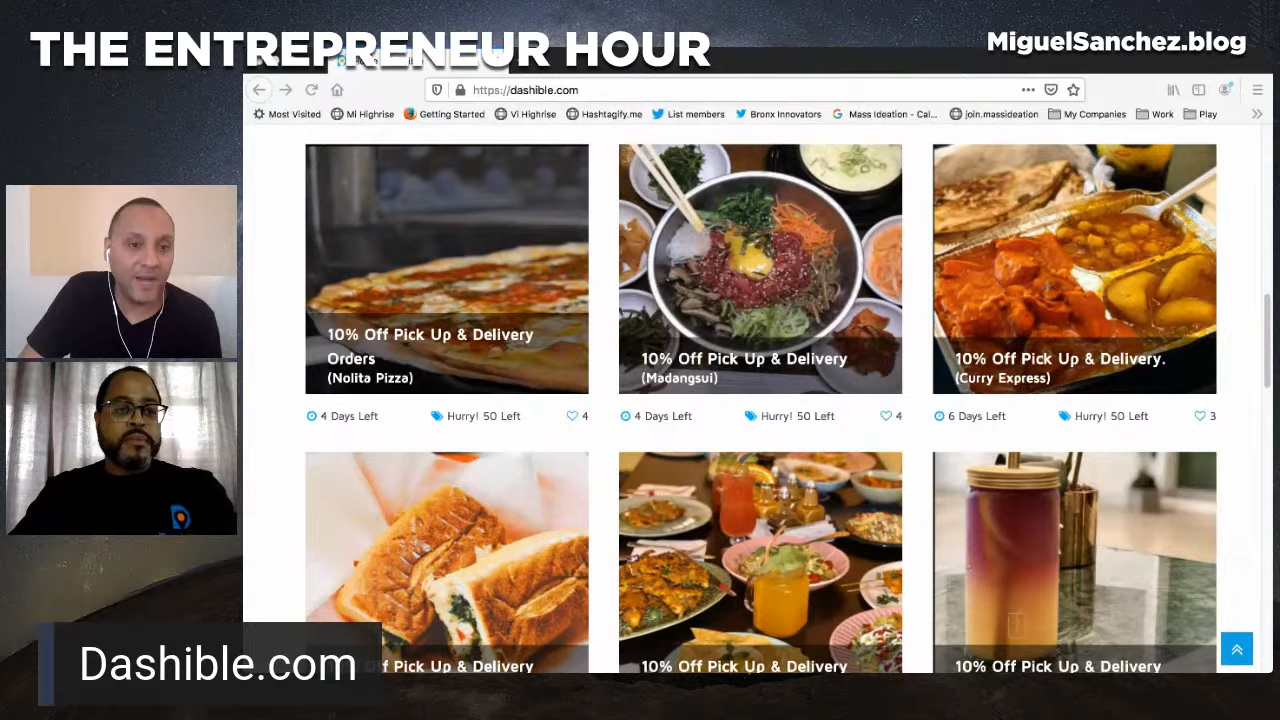 THE ENTREPRENEUR HOUR
MiguelSanchez.blog
https://dashible.com
Most Visited
Mi Highrise
Getting Started
Vi Highrise
Hashtagify.me
List members
Bronx Innovators
Mass Ideation - Cal...
join.massideation
My Companies
Work
Play
10% Off Pick Up & Delivery
Orders
(Nolita Pizza)
10% Off Pick Up & Delivery
(Madangsui)
10% Off Pick Up & Delivery.
(Curry Express)
4 Days Left
Hurry! 50 Left
4
4 Days Left
Hurry! 50 Left
4
6 Days Left
Hurry! 50 Left
3
f Pick Up & Delivery
10% Off Pick Up & Delivery
10% Off Pick Up & Delivery
Dashible.com